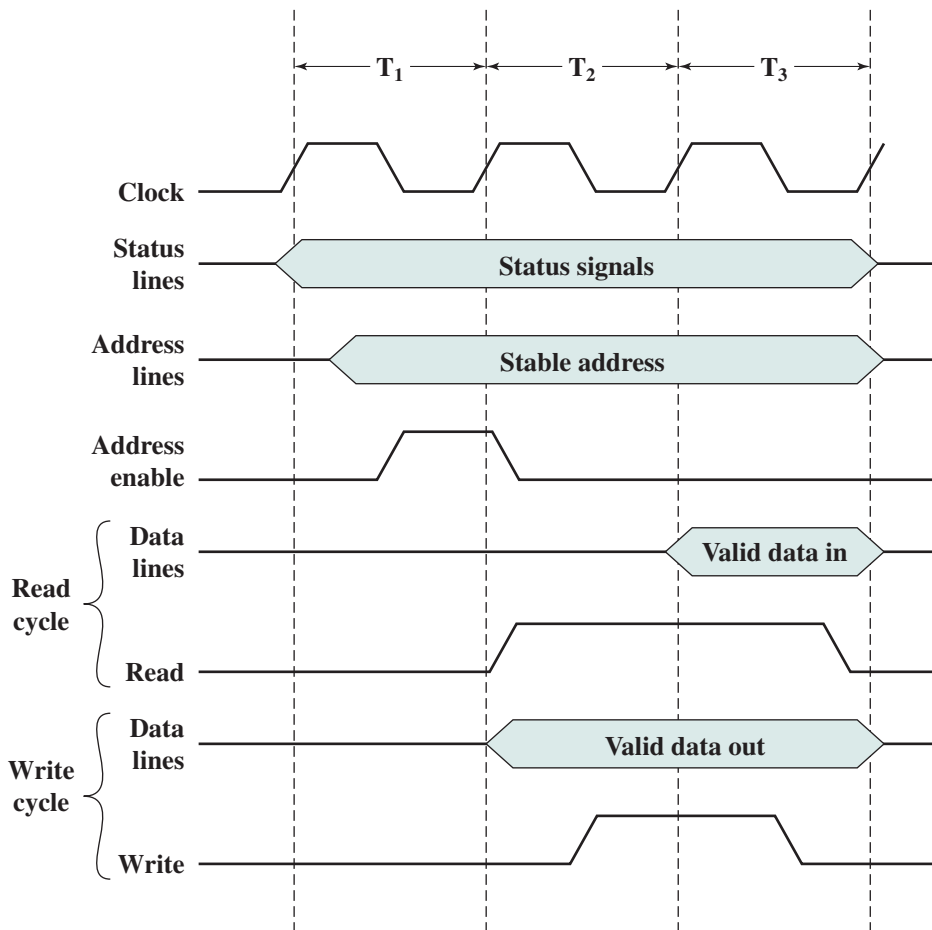 T1 T2 T3
Clock
Status
lines
Status signals
Address
lines
Stable address
Address
enable
Read
cycle
Data
lines
Valid data in
Read
Write
cycle
Data
lines
Valid data out
Write